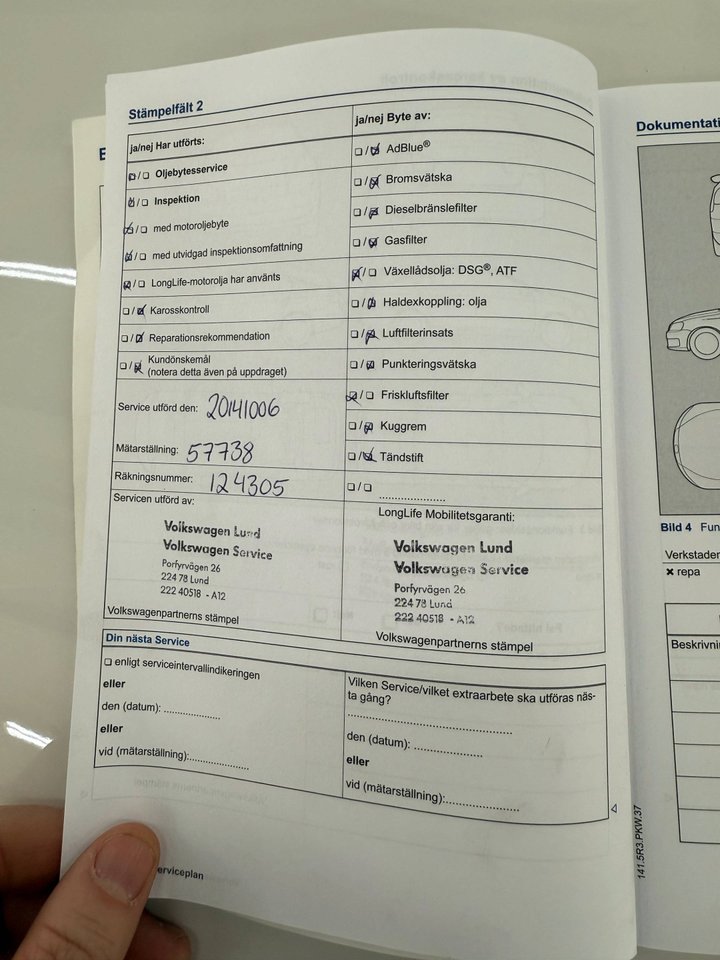 Stämpelfält 2
ja/nej Har utförts:
☑ / ☐ Oljebytesservice
☑ / ☐ Inspektion
☑ / ☐ med motoroljebyte
☑ / ☐ med utvidgad inspektionsomfattning
☑ / ☐ LongLife-motorolja har använts
☐ / ☑ Karosskontroll
☐ / ☑ Reparationsrekommendation
☐ / ☑ Kundönskemål
(notera detta även på uppdraget)
Service utförd den: 20141006
Mätarställning: 57738
Räkningsnummer: 124305
Servicen utförd av:
Volkswagen Lund
Volkswagen Service
Porfyrvägen 26
224 78 Lund
222 40518 - A12
Volkswagenpartnerns stämpel
ja/nej Byte av:
☐ / ☑ AdBlue®
☐ / ☑ Bromsvätska
☐ / ☑ Dieselbränslefilter
☐ / ☑ Gasfilter
☑ / ☐ Växellådsolja: DSG®, ATF
☐ / ☑ Haldexkoppling: olja
☐ / ☑ Luftfilterinsats
☐ / ☑ Punkteringsvätska
☑ / ☐ Friskluftsfilter
☐ / ☑ Kuggrem
☐ / ☑ Tändstift
☐ / ☐ ....................
LongLife Mobilitetsgaranti:
Volkswagen Lund
Volkswagen Service
Porfyrvägen 26
224 78 Lund
222 40518 - A12
Volkswagenpartnerns stämpel
Din nästa Service
☐ enligt serviceintervallindikeringen
eller
den (datum): ..................
eller
vid (mätarställning):...................
Vilken Service/vilket extraarbete ska utföras näs-
ta gång?
......................................................
den (datum): ......................
eller
vid (mätarställning):.......................
erviceplan
141.5R3.PKW.37
Dokumentati
Bild 4 Fun
Verkstaden
✖ repa
Beskrivni